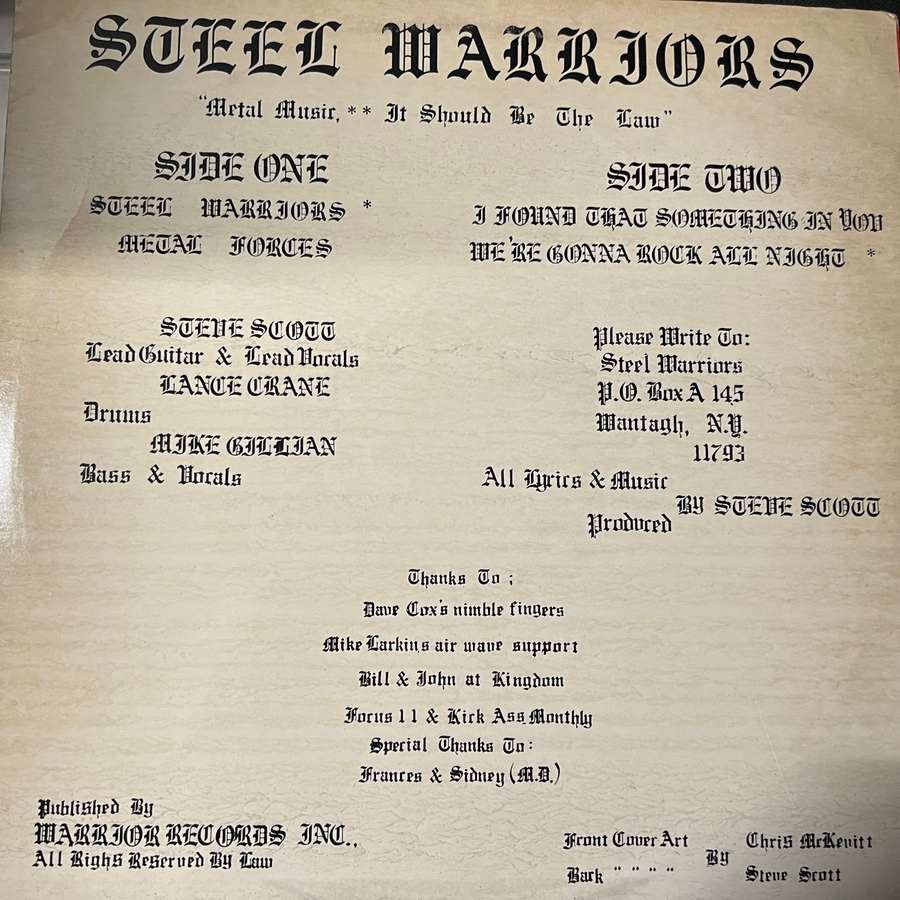 STEEL WARRIORS
"Metal Music, ** It Should Be The Law"
SIDE ONE
STEEL WARRIORS *
METAL FORCES
SIDE TWO
I FOUND THAT SOMETHING IN YOU
WE'RE GONNA ROCK ALL NIGHT *
STEVE SCOTT
Lead Guitar & Lead Vocals
LANCE CRANE
Drums
MIKE GILLIAN
Bass & Vocals
Please Write To:
Steel Warriors
P.O. Box A 145
Wantagh, N.Y.
11793
All Lyrics & Music
BY STEVE SCOTT
Produced
Thanks To ;
Dave Cox's nimble fingers
Mike Larkins air wave support
Bill & John at Kingdom
Focus 11 & Kick Ass Monthly
Special Thanks To:
Frances & Sidney (M.D.)
Published By
WARRIOR RECORDS INC.,
All Righs Reserved By Law
Front Cover Art
Back " " " "
By
Chris McKevitt
Steve Scott